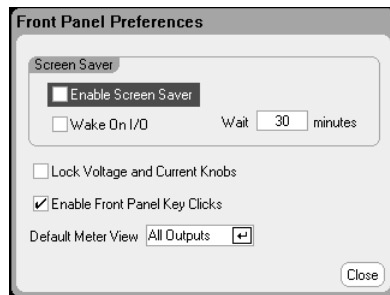 Front Panel Preferences
Screen Saver
Enable Screen Saver
Wake On I/O Wait 30 minutes
Lock Voltage and Current Knobs
Enable Front Panel Key Clicks
Default Meter View All Outputs
Close